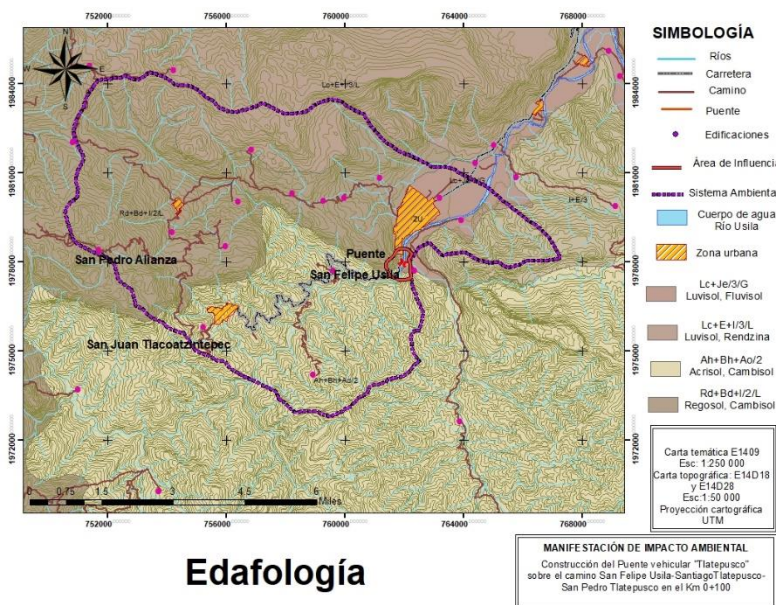 752000
756000
760000
764000
768000
1984000
1981000
1978000
1975000
1972000
N
W
E
S
Lc+E+I/3/L
I+E/3
Rd+Bd+I/2/L
ZU
Puente
San Pedro Alianza
San Felipe Usila
San Juan Tlacoatzintepec
Ah+Bh+Ao/2
0 0.75 1.5 3 4.5 6
Miles
752000
756000
760000
764000
768000
Edafología
SIMBOLOGÍA
Ríos
Carretera
Camino
Puente
Edificaciones
Área de Influencia
Sistema Ambiental
Cuerpo de agua
Río Usila
Zona urbana
Lc+Je/3/G
Luvisol, Fluvisol
Lc+E+I/3/L
Luvisol, Rendzina
Ah+Bh+Ao/2
Acrisol, Cambisol
Rd+Bd+I/2/L
Regosol, Cambisol
Carta temática E1409
Esc: 1:250 000
Carta topográfica: E14D18
y E14D28
Esc:1:50 000
Proyección cartográfica
UTM
MANIFESTACIÓN DE IMPACTO AMBIENTAL
Construcción del Puente vehicular "Tlatepusco"
sobre el camino San Felipe Usila-SantiagoTlatepusco-
San Pedro Tlatepusco en el Km 0+100